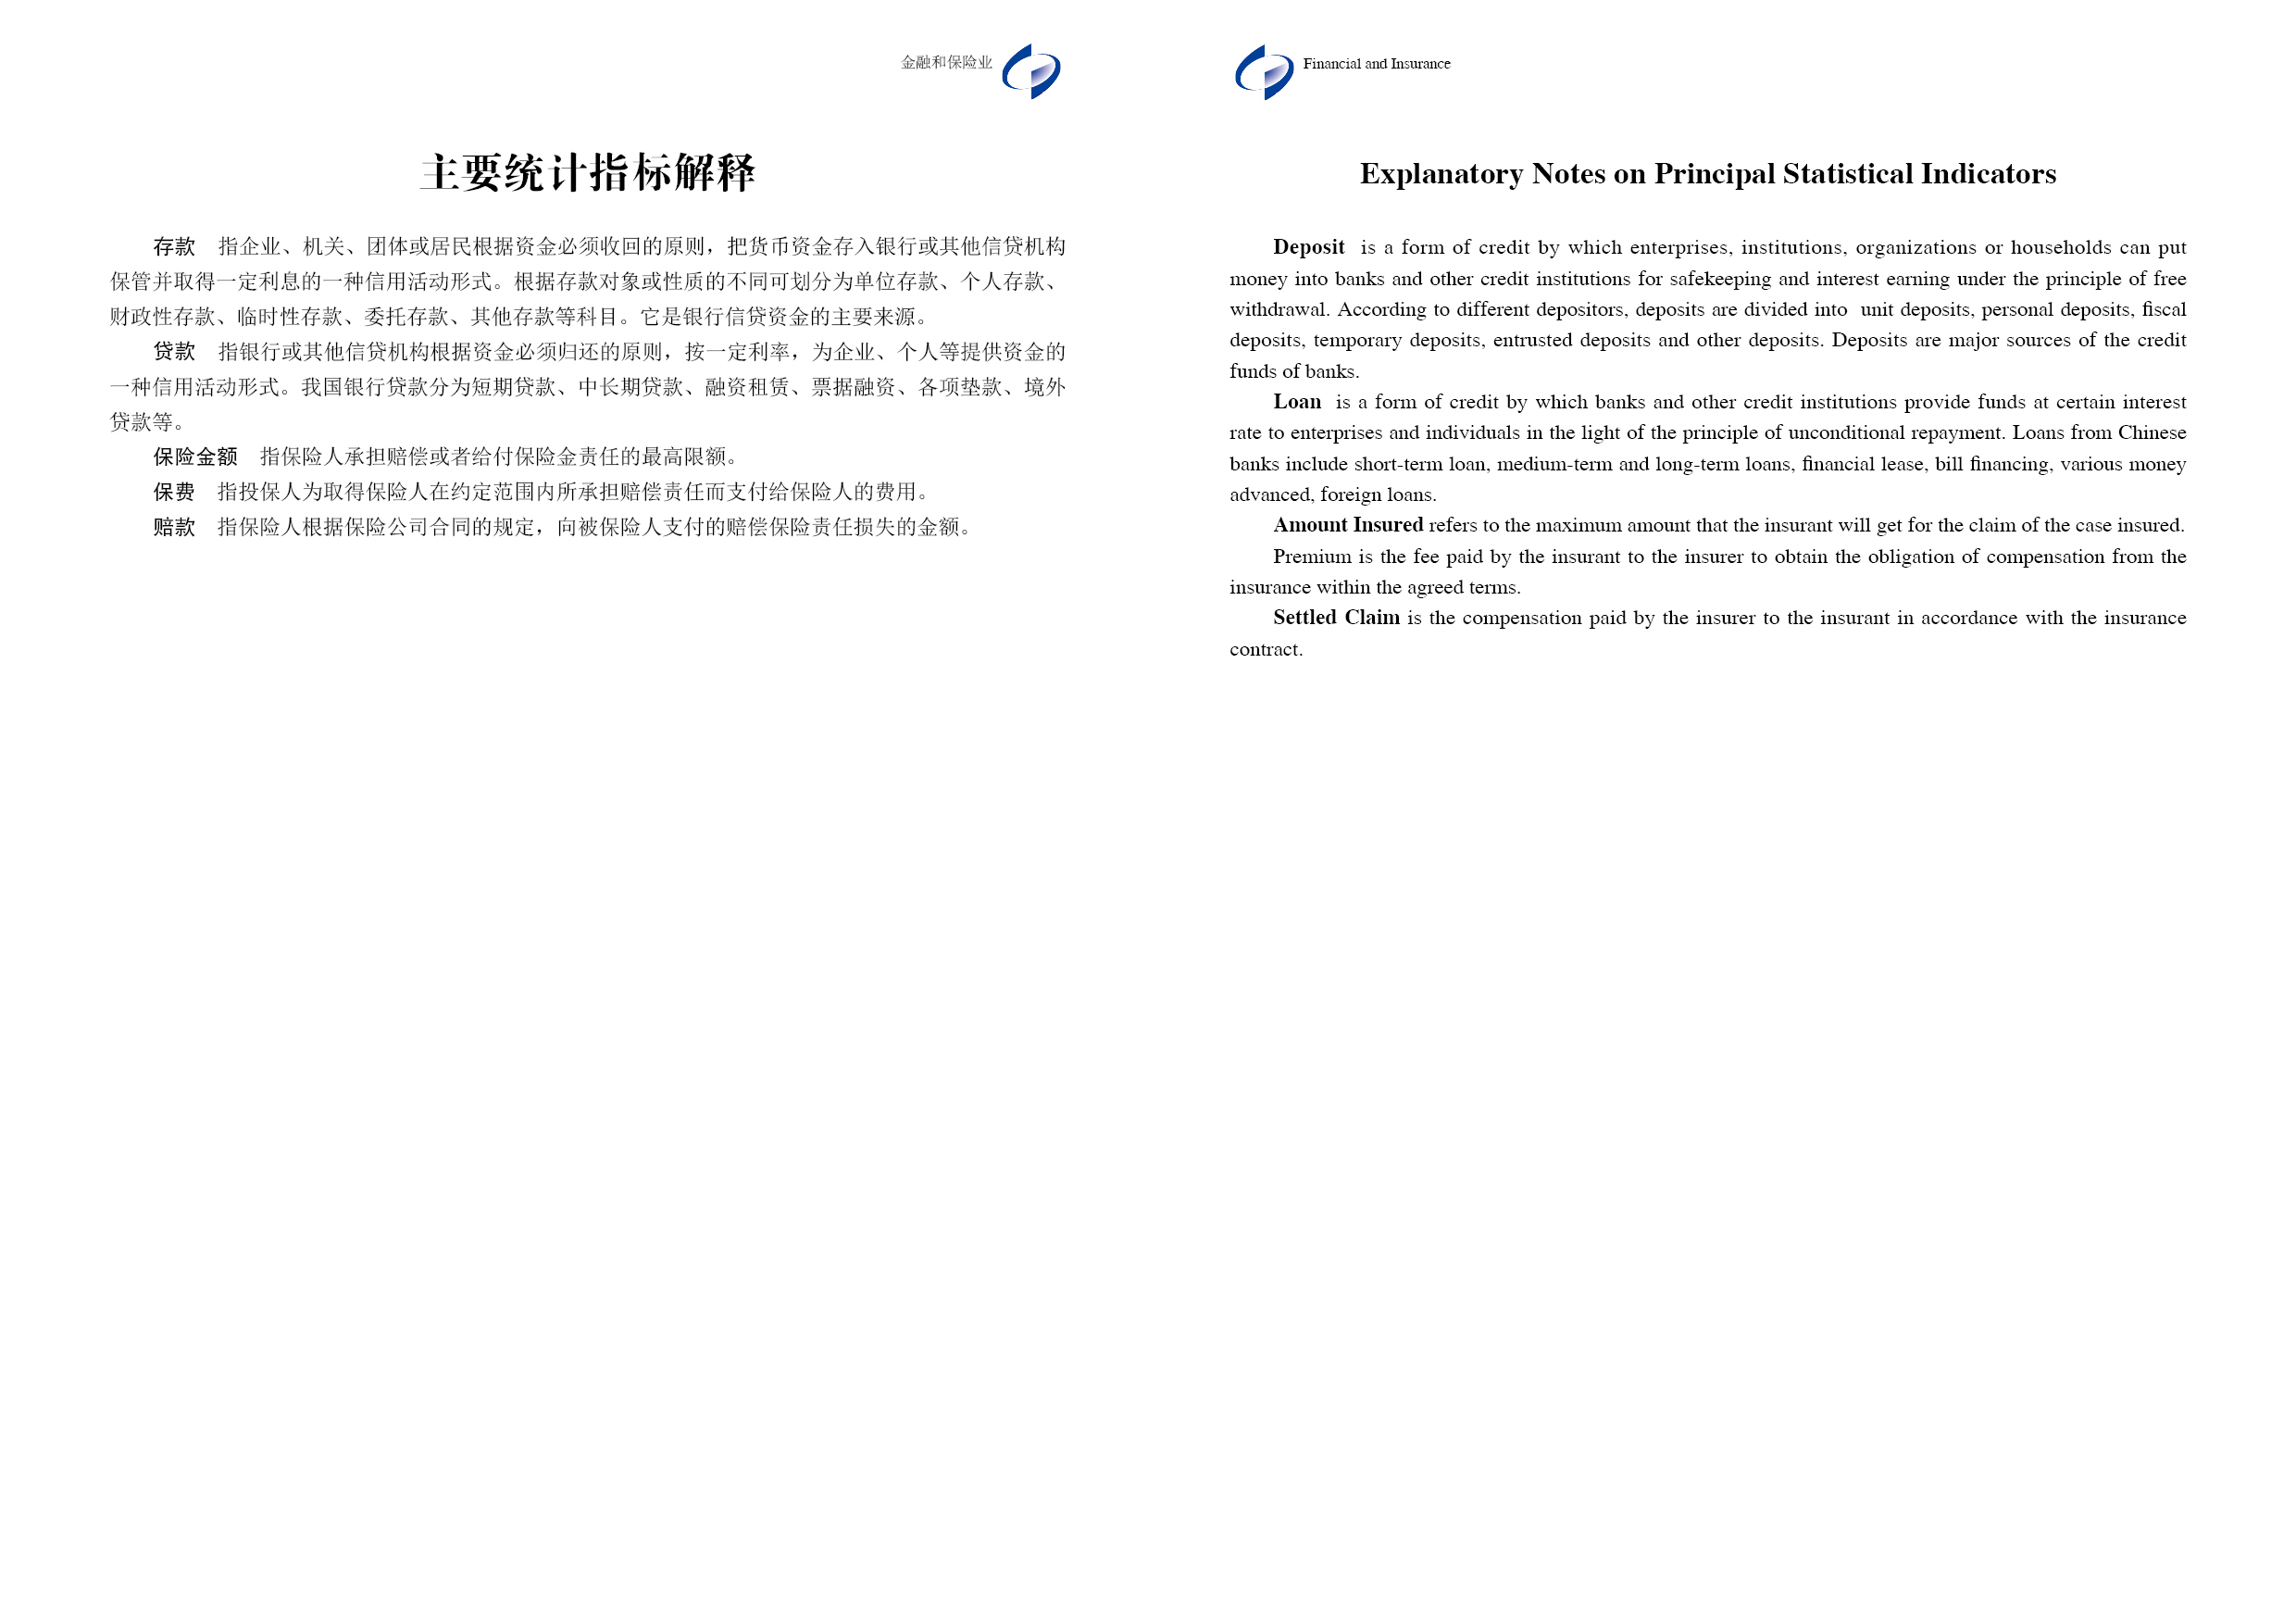 金融和保险业
主要统计指标解释
存款 指企业、机关、团体或居民根据资金必须收回的原则，把货币资金存入银行或其他信贷机构
保管并取得一定利息的一种信用活动形式。根据存款对象或性质的不同可划分为单位存款、个人存款、
财政性存款、临时性存款、委托存款、其他存款等科目。它是银行信贷资金的主要来源。
贷款 指银行或其他信贷机构根据资金必须归还的原则，按一定利率，为企业、个人等提供资金的
一种信用活动形式。我国银行贷款分为短期贷款、中长期贷款、融资租赁、票据融资、各项垫款、境外
贷款等。
保险金额 指保险人承担赔偿或者给付保险金责任的最高限额。
保费 指投保人为取得保险人在约定范围内所承担赔偿责任而支付给保险人的费用。
赔款 指保险人根据保险公司合同的规定，向被保险人支付的赔偿保险责任损失的金额。
Financial and Insurance
Explanatory Notes on Principal Statistical Indicators
Deposit is a form of credit by which enterprises, institutions, organizations or households can put
money into banks and other credit institutions for safekeeping and interest earning under the principle of free
withdrawal. According to different depositors, deposits are divided into unit deposits, personal deposits, fiscal
deposits, temporary deposits, entrusted deposits and other deposits. Deposits are major sources of the credit
funds of banks.
Loan is a form of credit by which banks and other credit institutions provide funds at certain interest
rate to enterprises and individuals in the light of the principle of unconditional repayment. Loans from Chinese
banks include short-term loan, medium-term and long-term loans, financial lease, bill financing, various money
advanced, foreign loans.
Amount Insured refers to the maximum amount that the insurant will get for the claim of the case insured.
Premium is the fee paid by the insurant to the insurer to obtain the obligation of compensation from the
insurance within the agreed terms.
Settled Claim is the compensation paid by the insurer to the insurant in accordance with the insurance
contract.